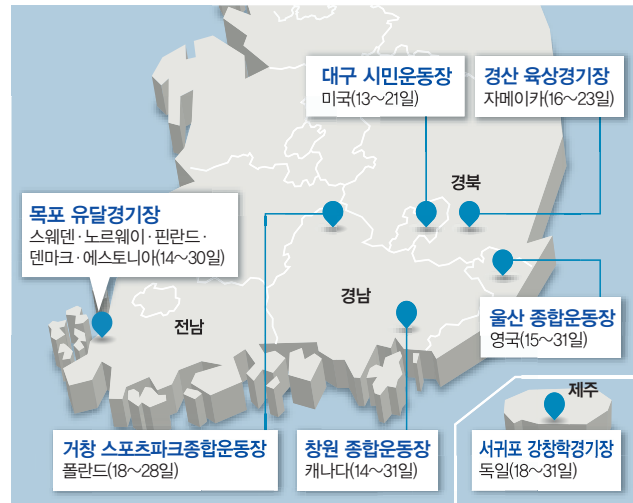 대구 시민운동장
미국(13~21일)
경산 육상경기장
자메이카(16~23일)
경북
목포 유달경기장
스웨덴·노르웨이·핀란드·
덴마크·에스토니아(14~30일)
경남
전남
울산 종합운동장
영국(15~31일)
제주
거창 스포츠파크종합운동장
폴란드(18~28일)
창원 종합운동장
캐나다(14~31일)
서귀포 강창학경기장
독일(18~31일)